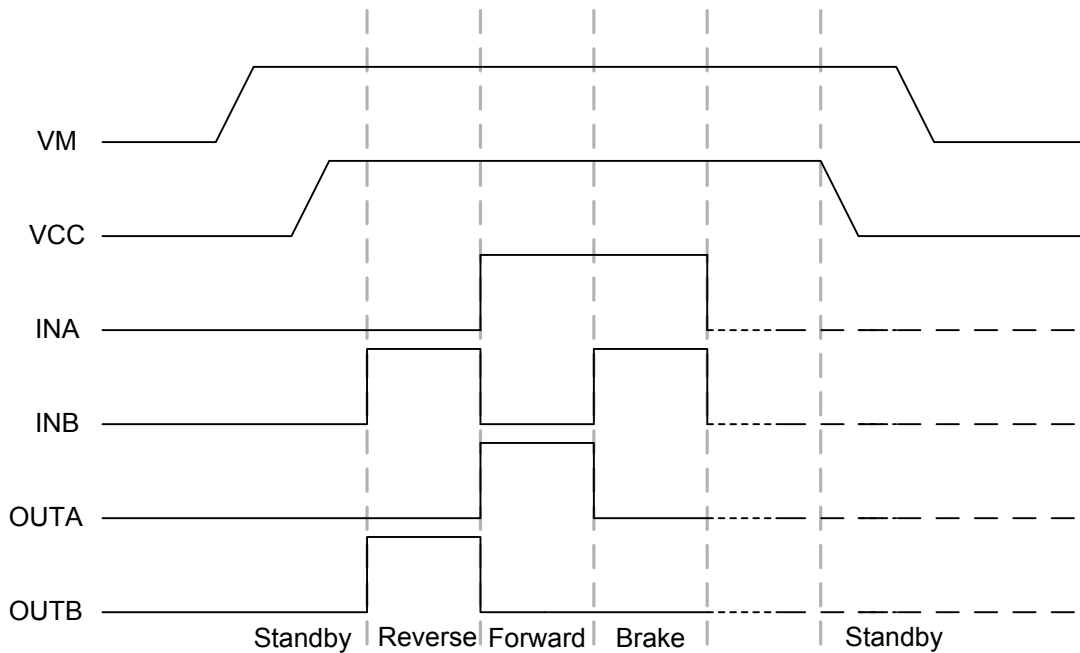 VM
VCC
INA
INB
OUTA
OUTB
Standby Reverse Forward Brake Standby